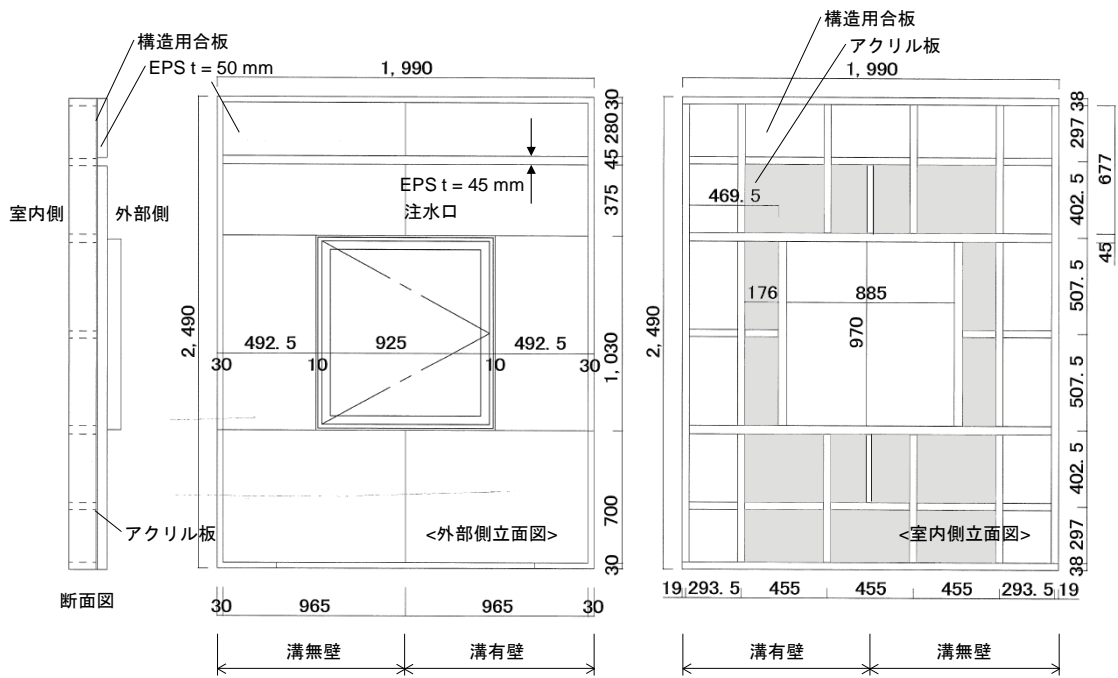 構造用合板
EPS t = 50 mm
室内側
外部側
アクリル板
断面図
1,990
2,490
30
280
45
375
1,030
700
30
EPS t = 45 mm
注水口
492.5
925
492.5
30
10
10
30
<外部側立面図>
30
965
965
30
溝無壁
溝有壁
構造用合板
アクリル板
1,990
2,490
469.5
176
885
970
38
297
402.5
507.5
507.5
402.5
297
38
677
45
<室内側立面図>
19
293.5
455
455
455
293.5
19
溝有壁
溝無壁